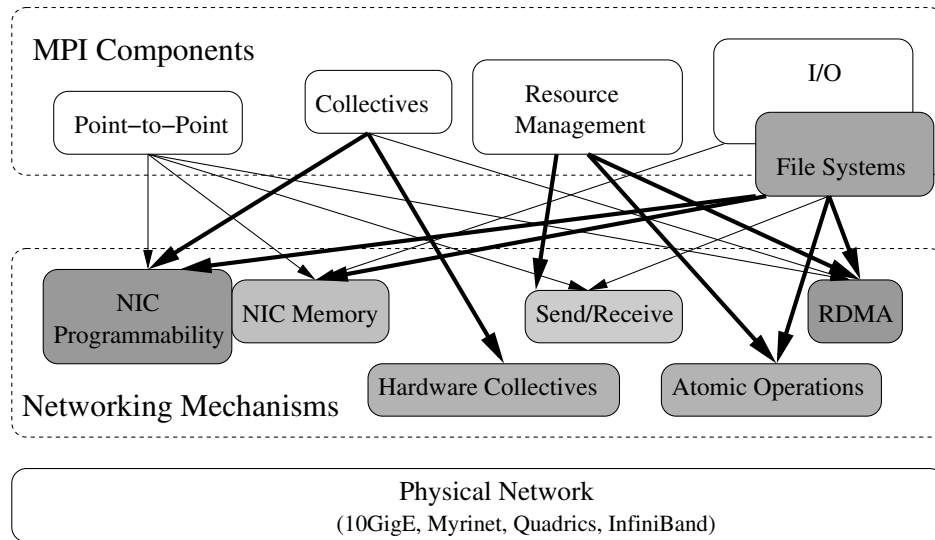 MPI Components
Point−to−Point
Collectives
Resource
Management
I/O
File Systems
NIC
Programmability
NIC Memory
Send/Receive
RDMA
Hardware Collectives
Atomic Operations
Networking Mechanisms
Physical Network
(10GigE, Myrinet, Quadrics, InfiniBand)